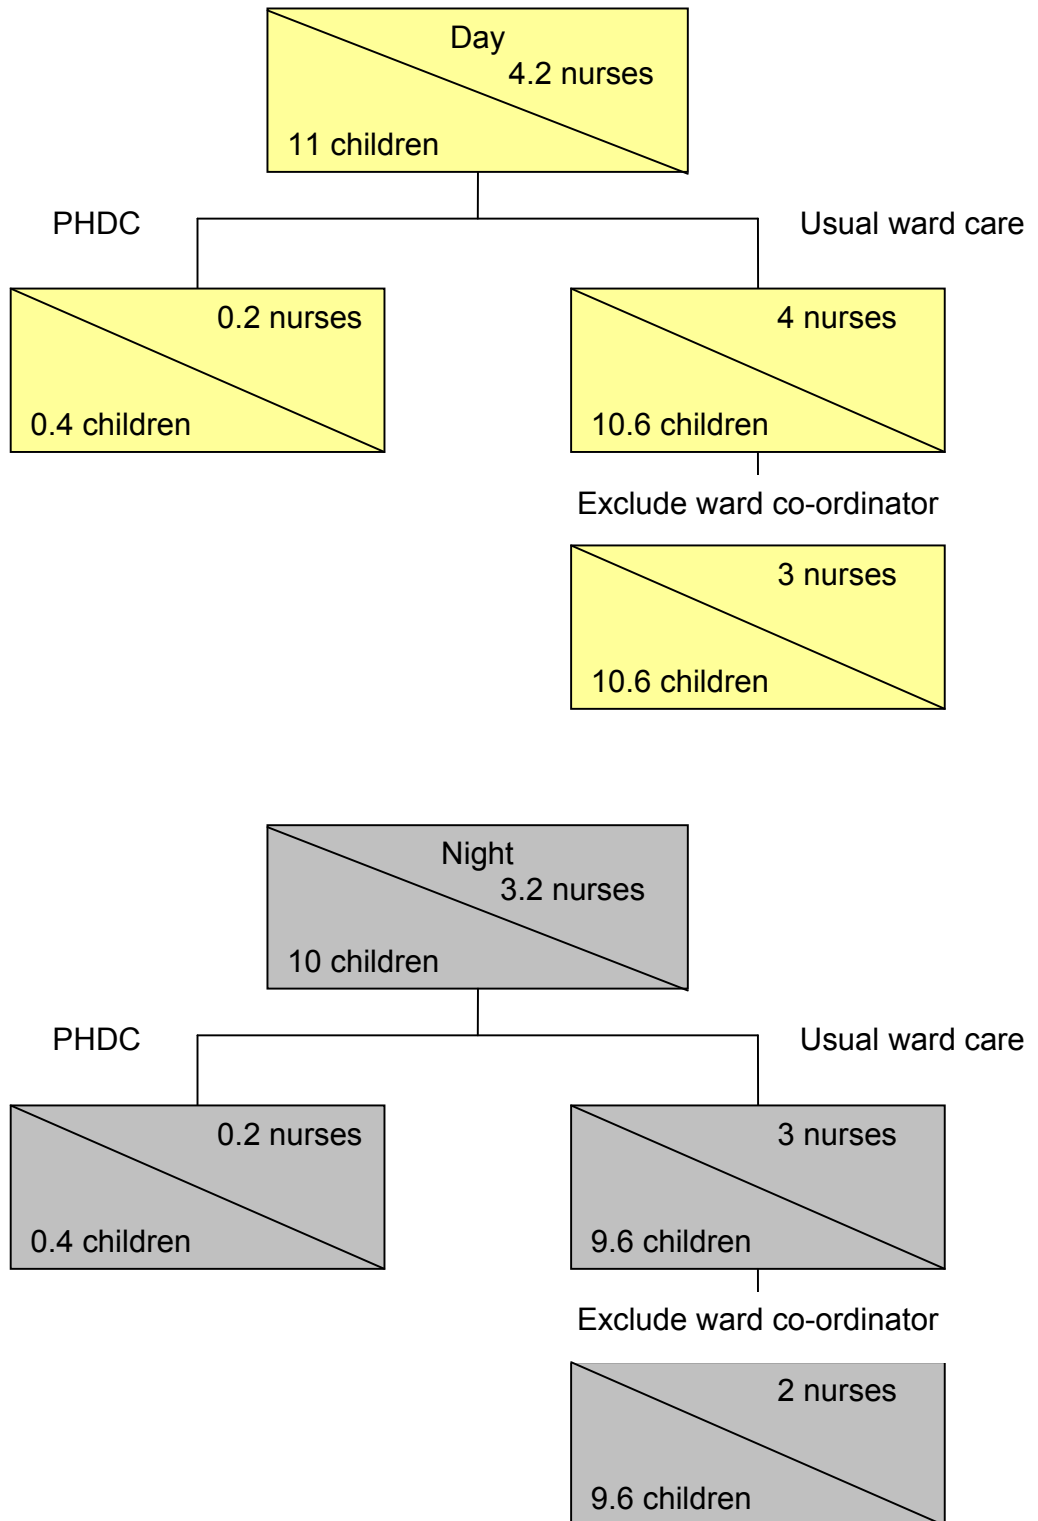 Day
4.2 nurses
11 children
PHDC
Usual ward care
0.2 nurses
0.4 children
4 nurses
10.6 children
Exclude ward co-ordinator
3 nurses
10.6 children
Night
3.2 nurses
10 children
PHDC
Usual ward care
0.2 nurses
0.4 children
3 nurses
9.6 children
Exclude ward co-ordinator
2 nurses
9.6 children